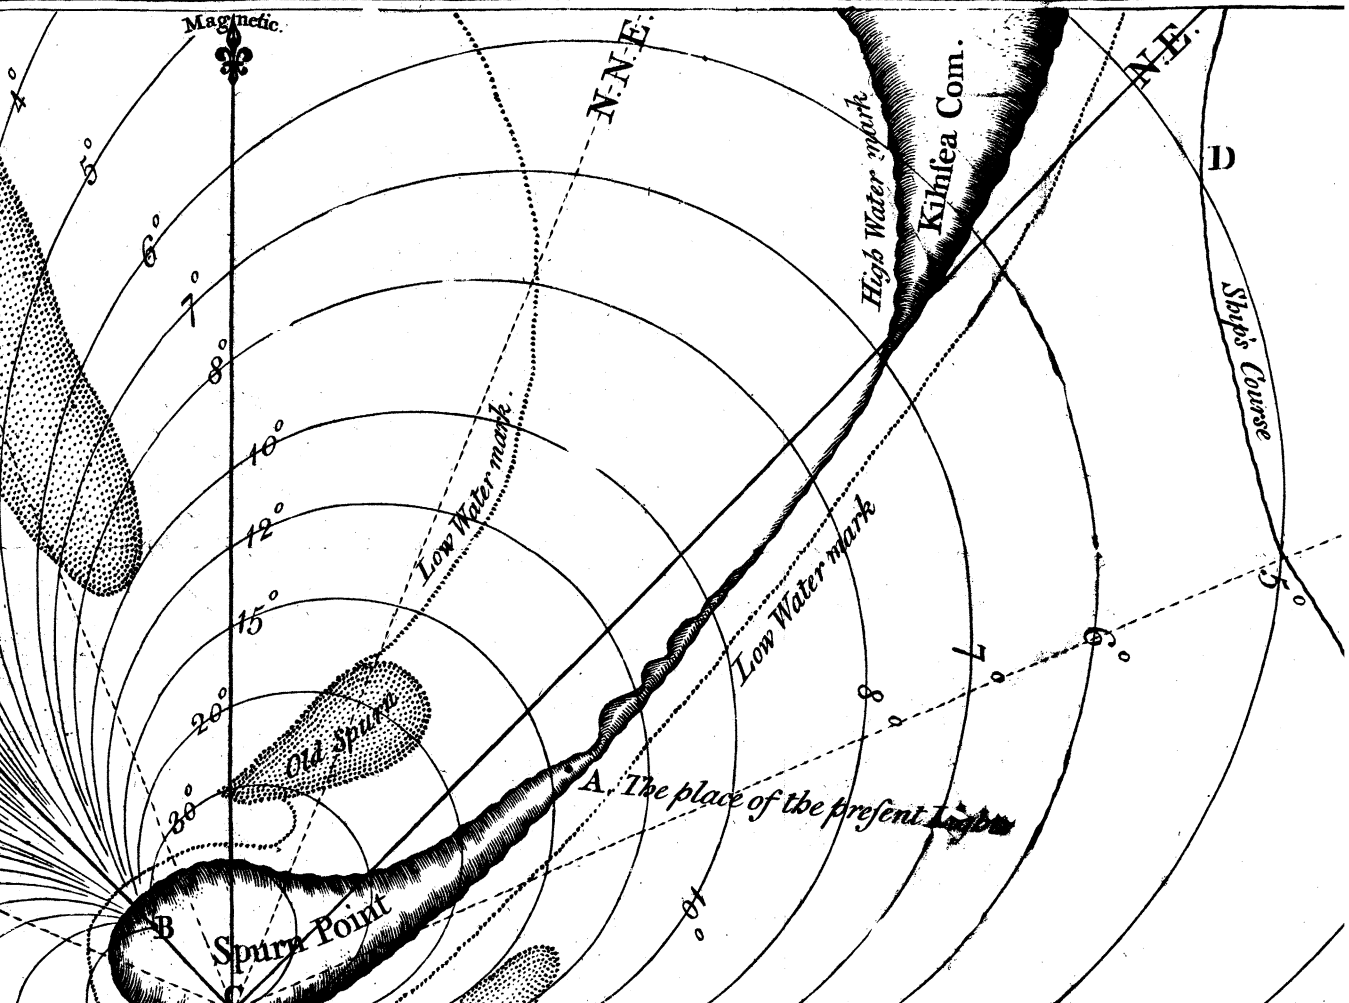 Magnetic.
N.N.E.
N.E.
4°
5°
6°
7°
8°
10°
12°
15°
20°
30°
High Water mark
Kilnſea Com.
D
Ship's Course
Low Water mark.
Low Water mark
5°
6°
7°
8°
10°
Old Spurn
A. The place of the preſent Lights
B
Spurn Point
C